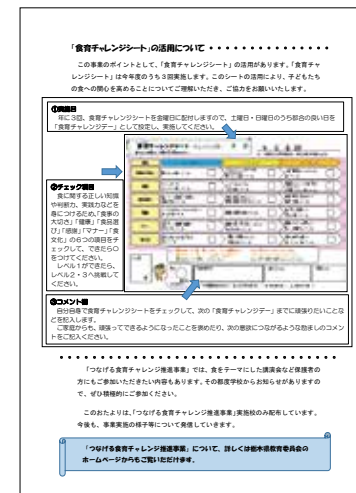 「食育チャレンジシート」の活用について・・・・・・・・・・・・・・・
この事業のポイントとして、「食育チャレンジシート」の活用があります。「食育チャ
レンジシート」は今年度のうち３回実施します。このシートの活用により、子どもたち
の食への関心を高めることについてご理解いただき、ご協力をお願いいたします。
①実施日
年に３回、食育チャレンジシートを金曜日に配付しますので、土曜日・日曜日のうち都合の良い日を
「食育チャレンジデー」として設定し、実施してください。
②チェック項目
食に関する正しい知識
や判断力、実践力などを
身につけるため、「食事の
大切さ」「健康」「食品選
び」「感謝」「マナー」「食
文化」の６つの項目をチ
ェックして、できたら○
をつけてください。
レベル１ができたら、
レベル２・３へ挑戦して
ください。
③コメント欄
自分自身で食育チャレンジシートをチェックして、次の「食育チャレンジデー」までに頑張りたいことな
どを記入します。
ご家庭からも、頑張ってできるようになったことを褒めたり、次の意欲につながるような励ましのコメン
トをご記入ください。
・・・・・・・・・・・・・・・・・・・・・・・・・・・・・・・・・
「つなげる食育チャレンジ推進事業」では、食をテーマにした講演会など保護者の
方にもご参加いただきたい内容もあります。その都度学校からお知らせがありますの
で、ぜひ積極的にご参加ください。
このおたよりは、「つなげる食育チャレンジ推進事業」実施校のみ配布しています。
今後も、事業実施の様子等について発信していきます。
「つなげる食育チャレンジ推進事業」について、詳しくは栃木県教育委員会の
ホームページからもご覧いただけます。